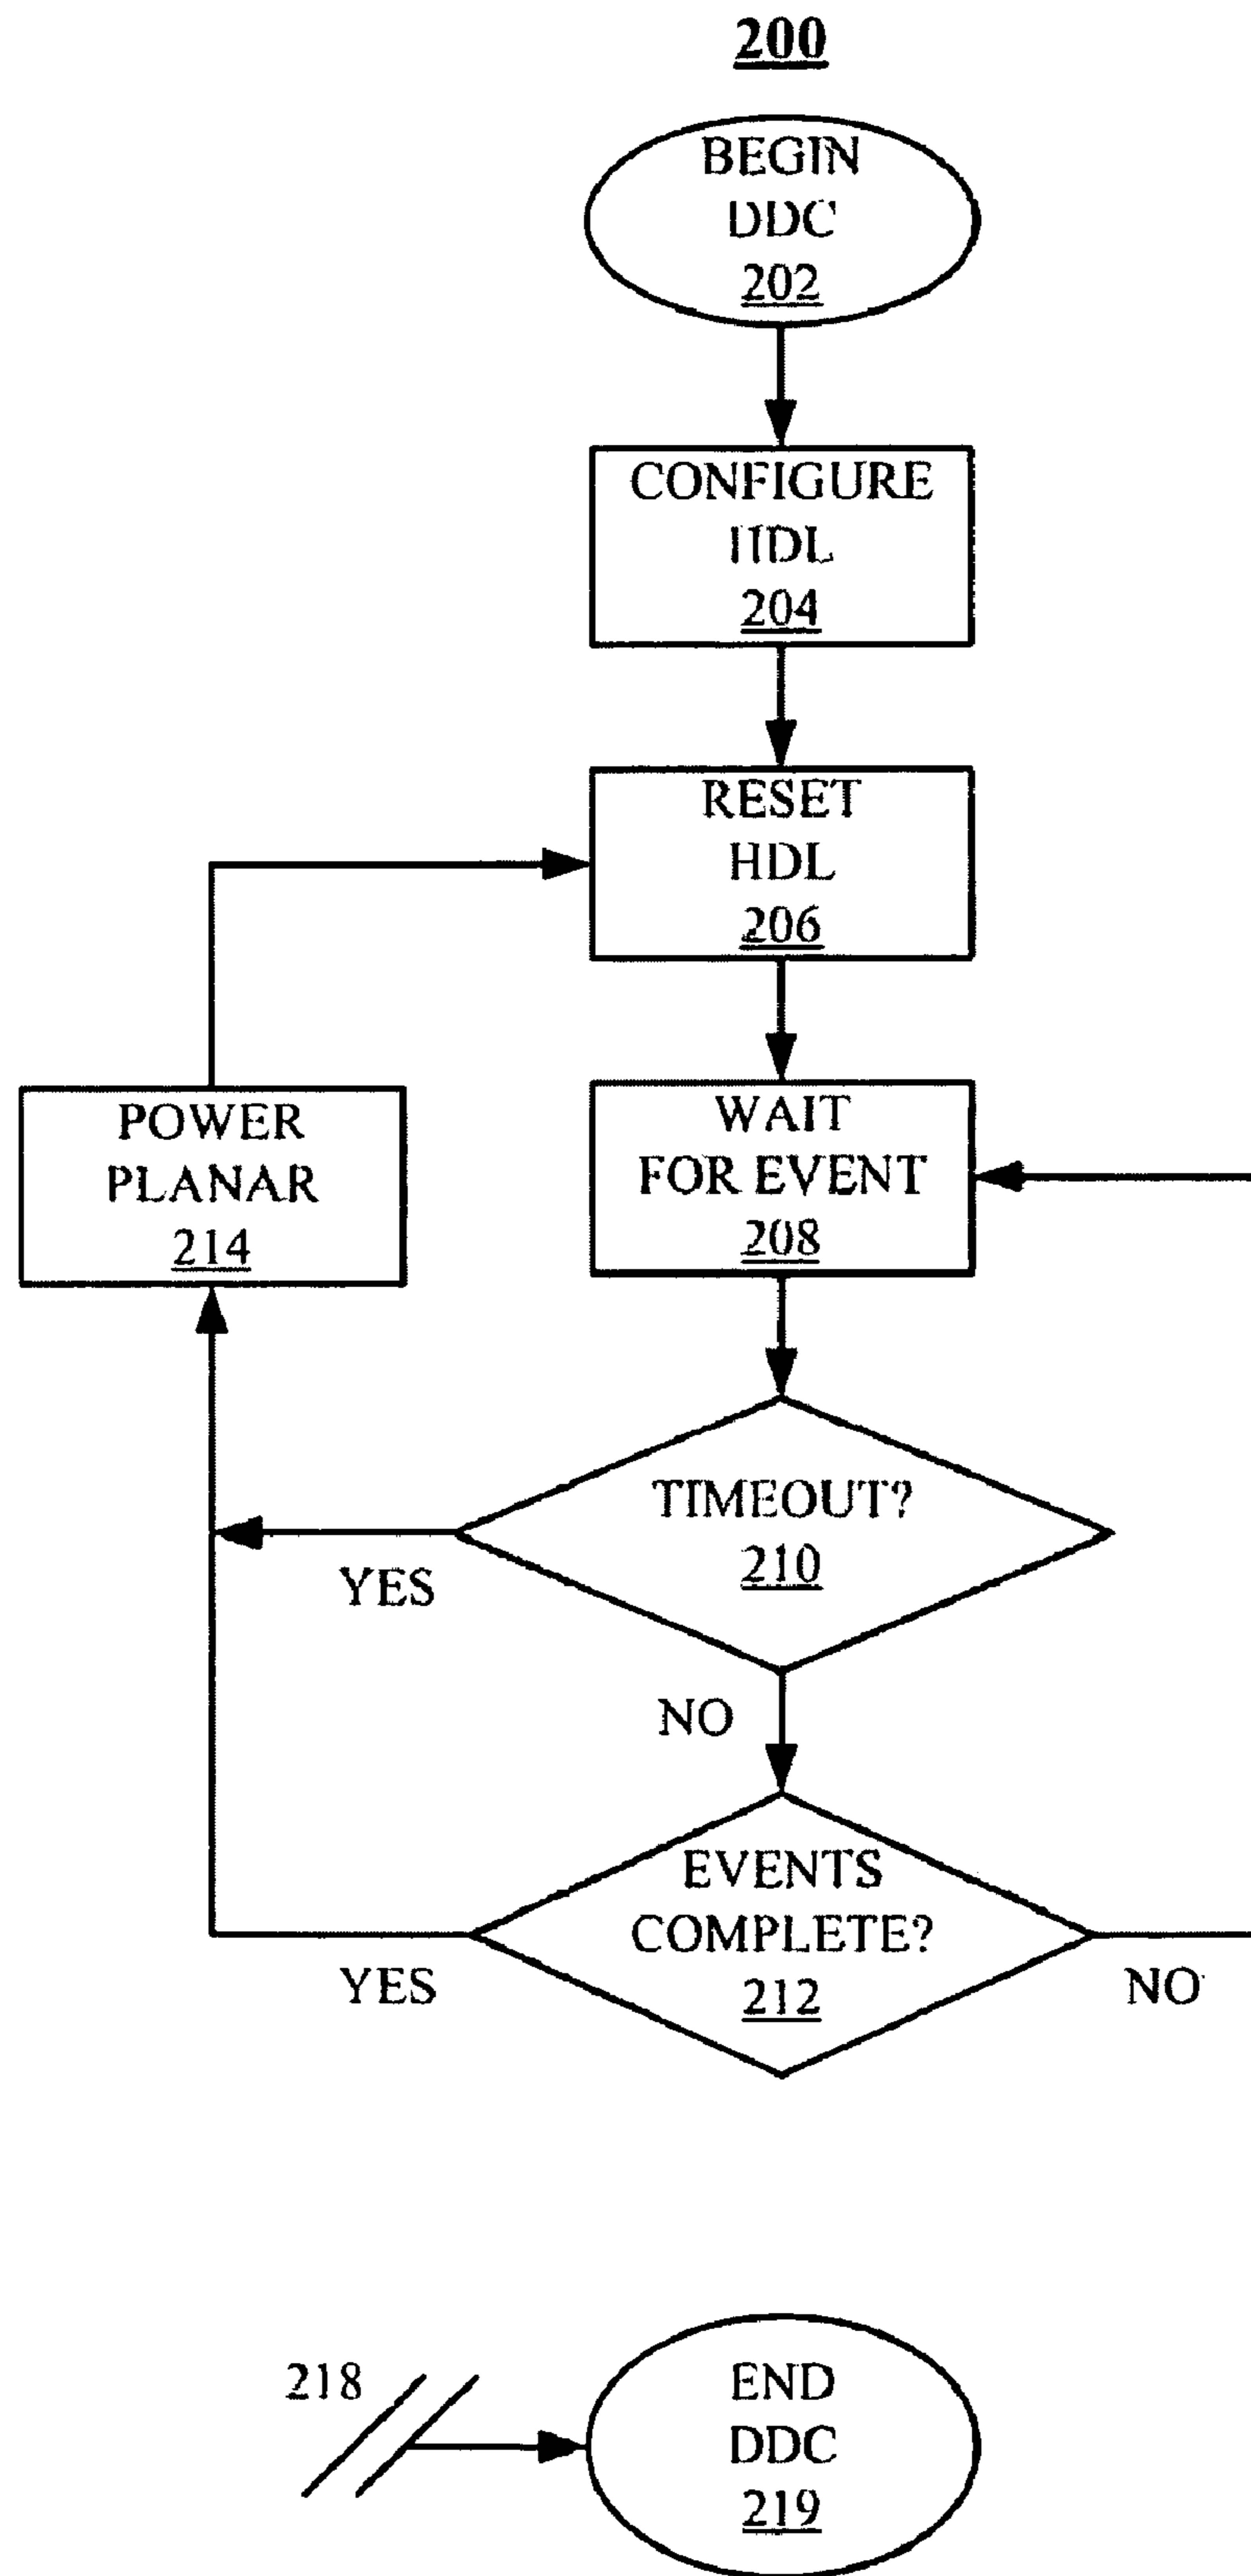 200
BEGIN
DDC
202
CONFIGURE
HDL
204
RESET
HDL
206
POWER
PLANAR
214
WAIT
FOR EVENT
208
TIMEOUT?
210
YES
NO
EVENTS
COMPLETE?
212
YES
NO
218
END
DDC
219